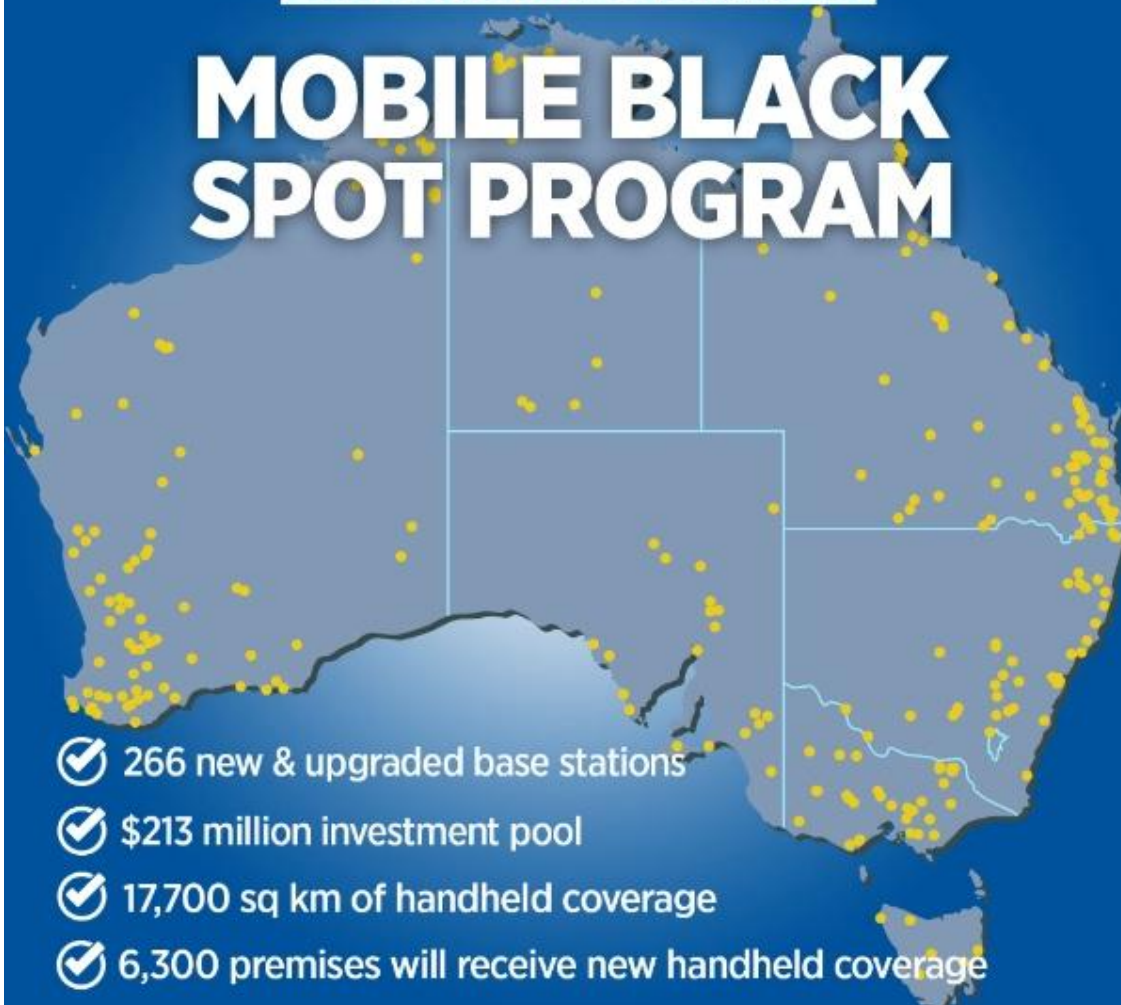 MOBILE BLACK
SPOT PROGRAM
266 new & upgraded base stations
$213 million investment pool
17,700 sq km of handheld coverage
6,300 premises will receive new handheld coverage